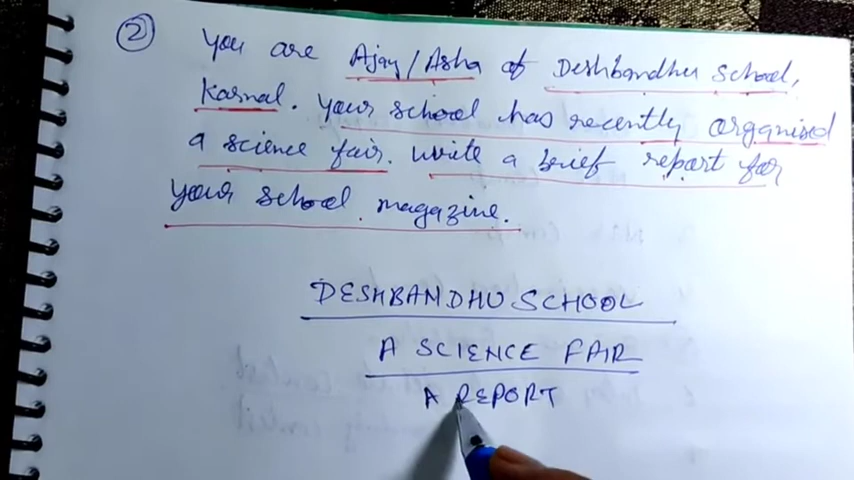 2 You are Ajay/Asha of Deshbandhu School,
Karnal. Your school has recently organised
a science fair. Write a brief report for
your school magazine.
DESHBANDHU SCHOOL
A SCIENCE FAIR
A REPORT